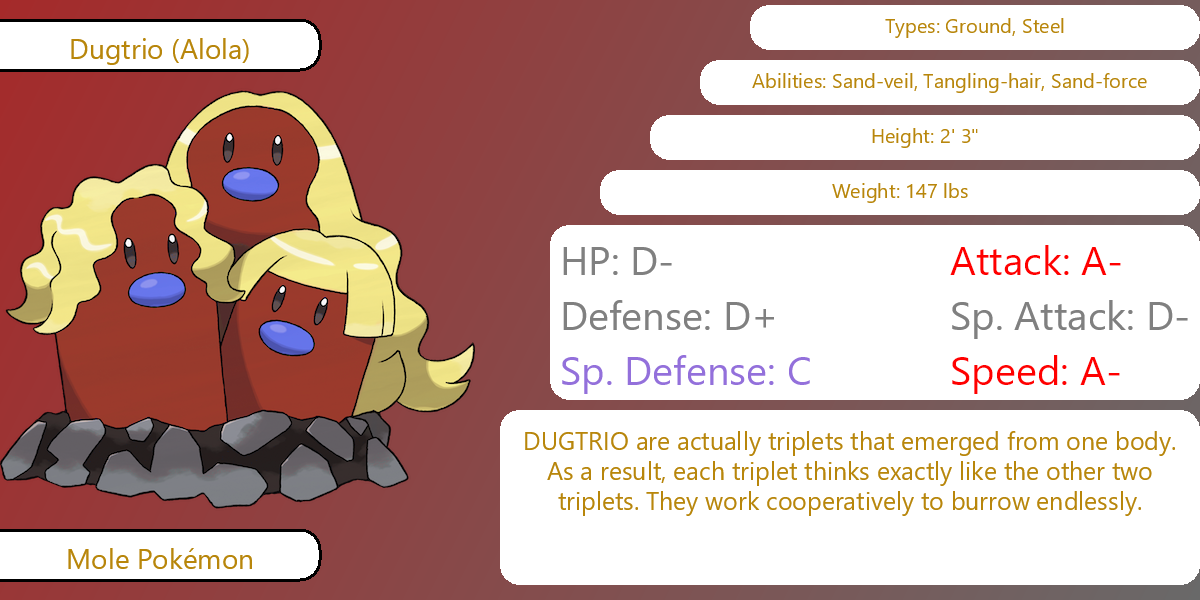 Dugtrio (Alola)
Types: Ground, Steel
Abilities: Sand-veil, Tangling-hair, Sand-force
Height: 2' 3"
Weight: 147 lbs
HP: D-
Attack: A-
Defense: D+
Sp. Attack: D-
Sp. Defense: C
Speed: A-
DUGTRIO are actually triplets that emerged from one body.
As a result, each triplet thinks exactly like the other two
triplets. They work cooperatively to burrow endlessly.
Mole Pokémon